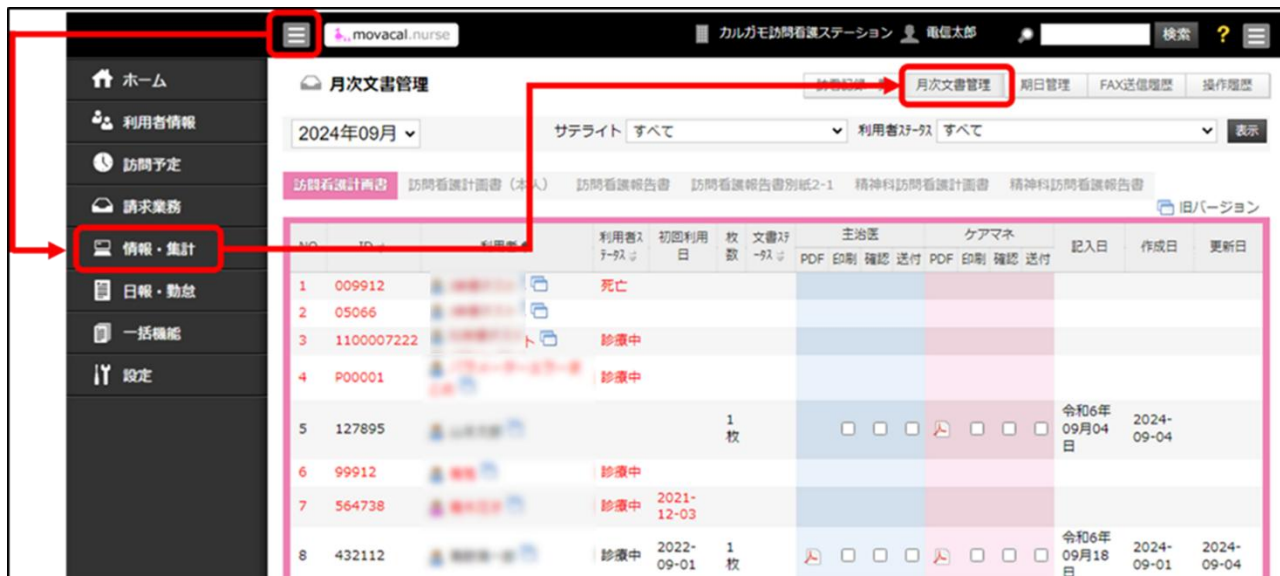 movacal.nurse カルガモ訪問看護ステーション 電信太郎 検索 ?
ホーム
利用者情報
訪問予定
請求業務
情報・集計
日報・勤怠
一括機能
設定
月次文書管理 月次文書管理 期日管理 FAX送信履歴 操作履歴
2024年09月 サテライト すべて 利用者ステータス すべて 表示
訪問看護計画書 訪問看護計画書（本人） 訪問看護報告書 訪問看護報告書別紙2-1 精神科訪問看護計画書 精神科訪問看護報告書
旧バージョン
利用者ステータス 初回利用日 枚数 文書ステータス 主治医 ケアマネ 記入日 作成日 更新日
PDF 印刷 確認 送付 PDF 印刷 確認 送付
1 009912 死亡
2 05066
3 1100007222 ト 診療中
4 P00001 診療中
5 127895 1枚 令和6年09月04日 2024-09-04
6 99912 診療中
7 564738 診療中 2021-12-03
8 432112 診療中 2022-09-01 1枚 令和6年09月18日 2024-09-01 2024-09-04